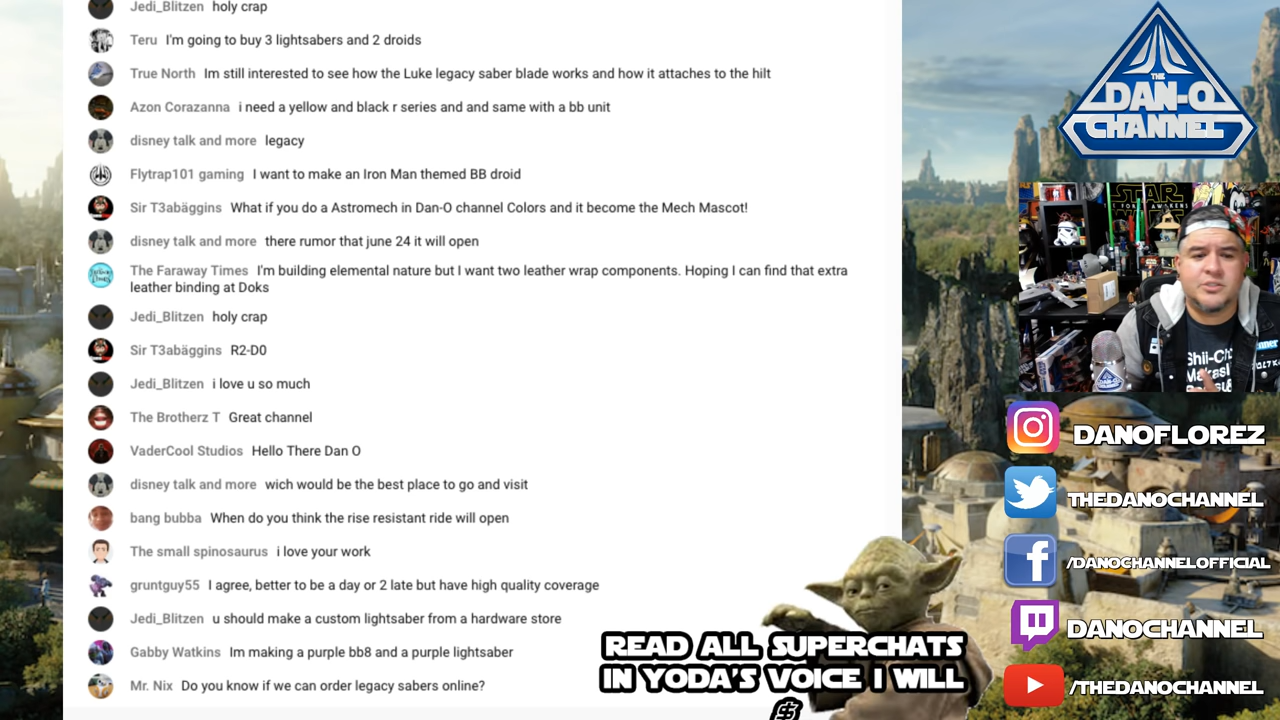 Jedi_Blitzen holy crap
Teru I'm going to buy 3 lightsabers and 2 droids
True North Im still interested to see how the Luke legacy saber blade works and how it attaches to the hilt
Azon Corazanna i need a yellow and black r series and and same with a bb unit
disney talk and more legacy
Flytrap101 gaming I want to make an Iron Man themed BB droid
Sir T3abäggins What if you do a Astromech in Dan-O-Channel Colors and it become the Mech Mascot!
disney talk and more there rumor that june 24 it will open
The Faraway Times I'm building elemental nature but I want two leather wrap components. Hoping I can find that extra
leather binding at Doks
Jedi_Blitzen holy crap
Sir T3abäggins R2-D0
Jedi_Blitzen i love u so much
The Brotherz T Great channel
VaderCool Studios Hello There Dan O
disney talk and more wich would be the best place to go and visit
bang bubba When do you think the rise resistant ride will open
The small spinosaurus i love your work
gruntguy55 I agree, better to be a day or 2 late but have high quality coverage
Jedi_Blitzen u should make a custom lightsaber from a hardware store
Gabby Watkins Im making a purple bb8 and a purple lightsaber
Mr. Nix Do you know if we can order legacy sabers online?
READ ALL SUPERCHATS
IN YODA'S VOICE I WILL
$
THE
DAN-O
CHANNEL
STAR
WARS
Shii-Cho
Makashi
DANOFLOREZ
THEDANOCHANNEL
/DANOCHANNELOFFICIAL
DANOCHANNEL
/THEDANOCHANNEL